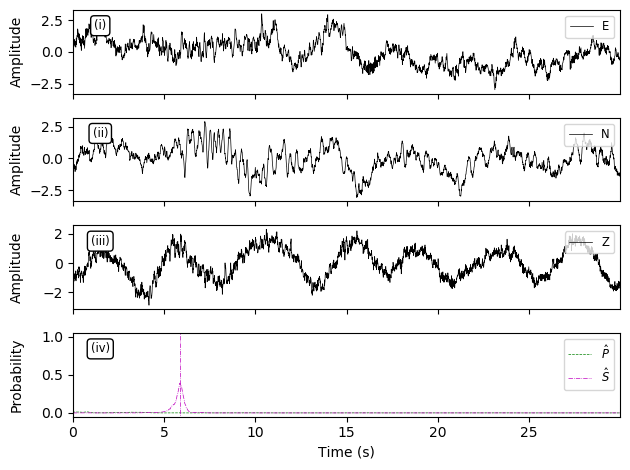 (i)
E
Amplitude
2.5
0.0
−2.5
(ii)
N
Amplitude
2.5
0.0
−2.5
(iii)
Z
Amplitude
2
0
−2
(iv)
P̂
Ŝ
Probability
1.0
0.5
0.0
0 5 10 15 20 25
Time (s)